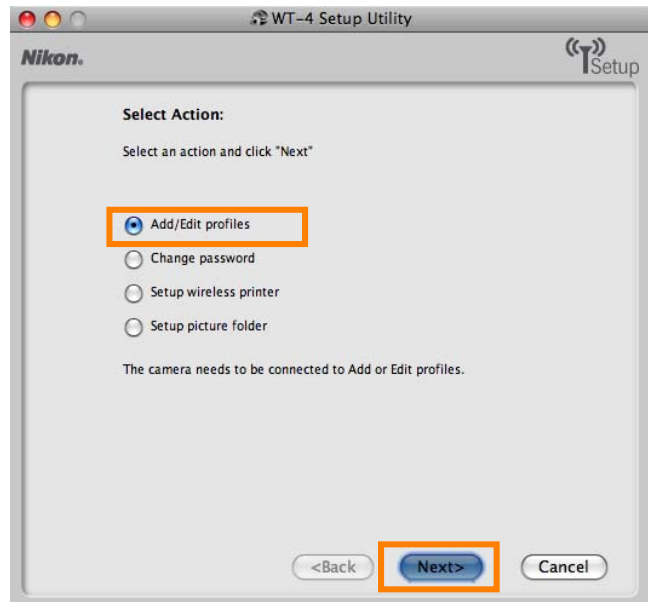 WT-4 Setup Utility
Nikon.
Setup
Select Action:
Select an action and click "Next"
Add/Edit profiles
Change password
Setup wireless printer
Setup picture folder
The camera needs to be connected to Add or Edit profiles.
<Back Next> Cancel